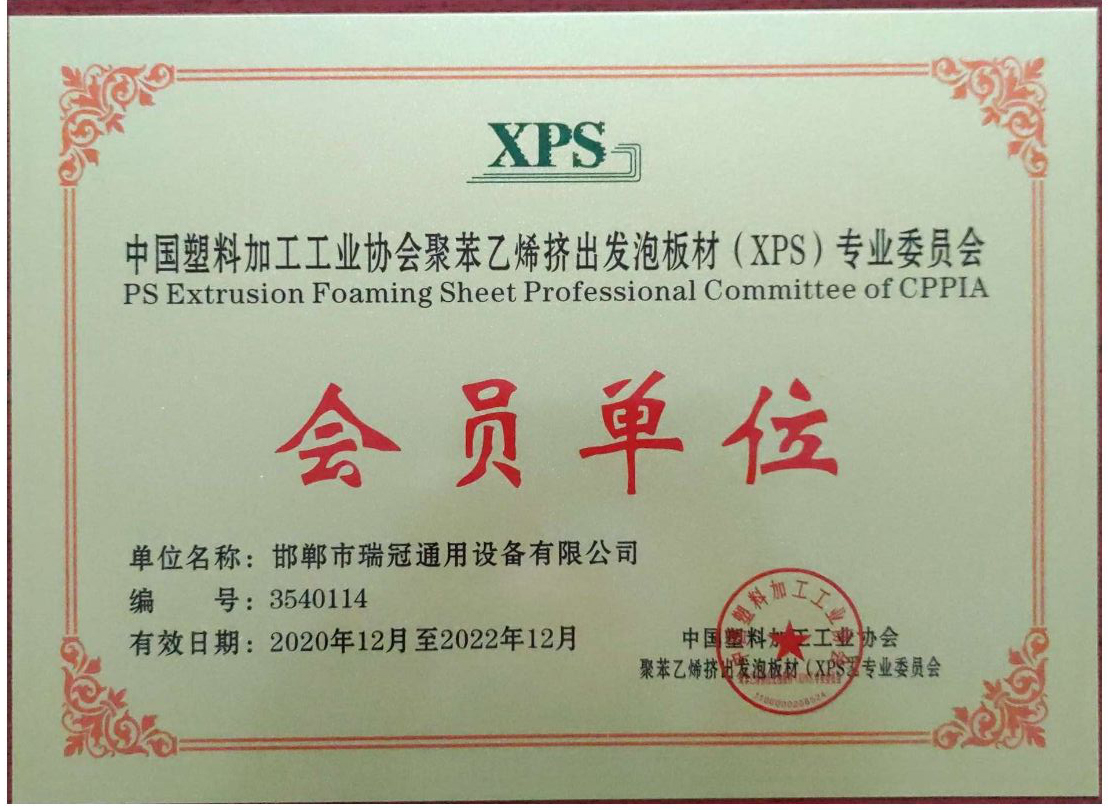 XPS
中国塑料加工工业协会聚苯乙烯挤出发泡板材（XPS）专业委员会
PS Extrusion Foaming Sheet Professional Committee of CPPIA
会员单位
单位名称：邯郸市瑞冠通用设备有限公司
编 号：3540114
有效日期：2020年12月至2022年12月
中国塑料加工工业协会
聚苯乙烯挤出发泡板材（XPS）专业委员会